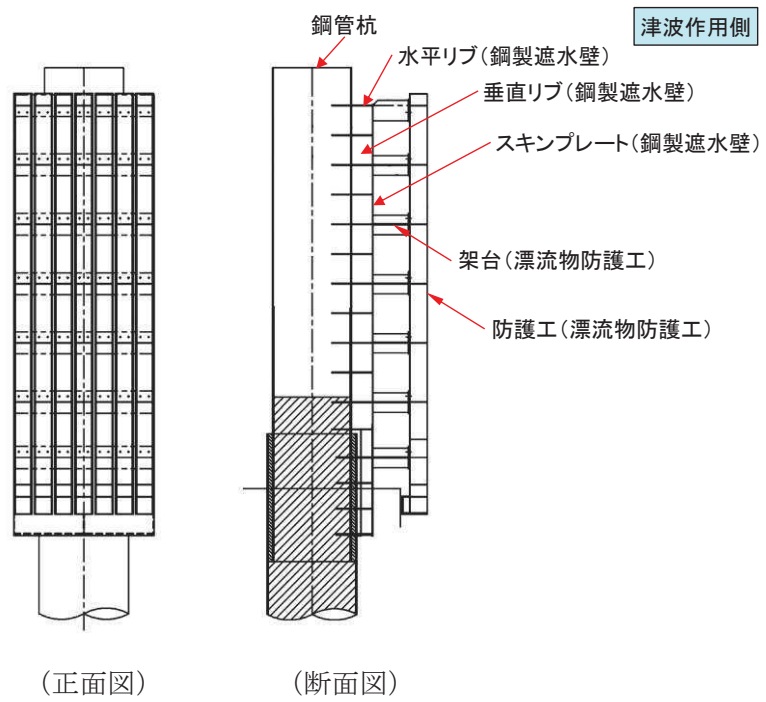 津波作用側
鋼管杭
水平リブ(鋼製遮水壁)
垂直リブ(鋼製遮水壁)
スキンプレート(鋼製遮水壁)
架台(漂流物防護工)
防護工(漂流物防護工)
(正面図)
(断面図)